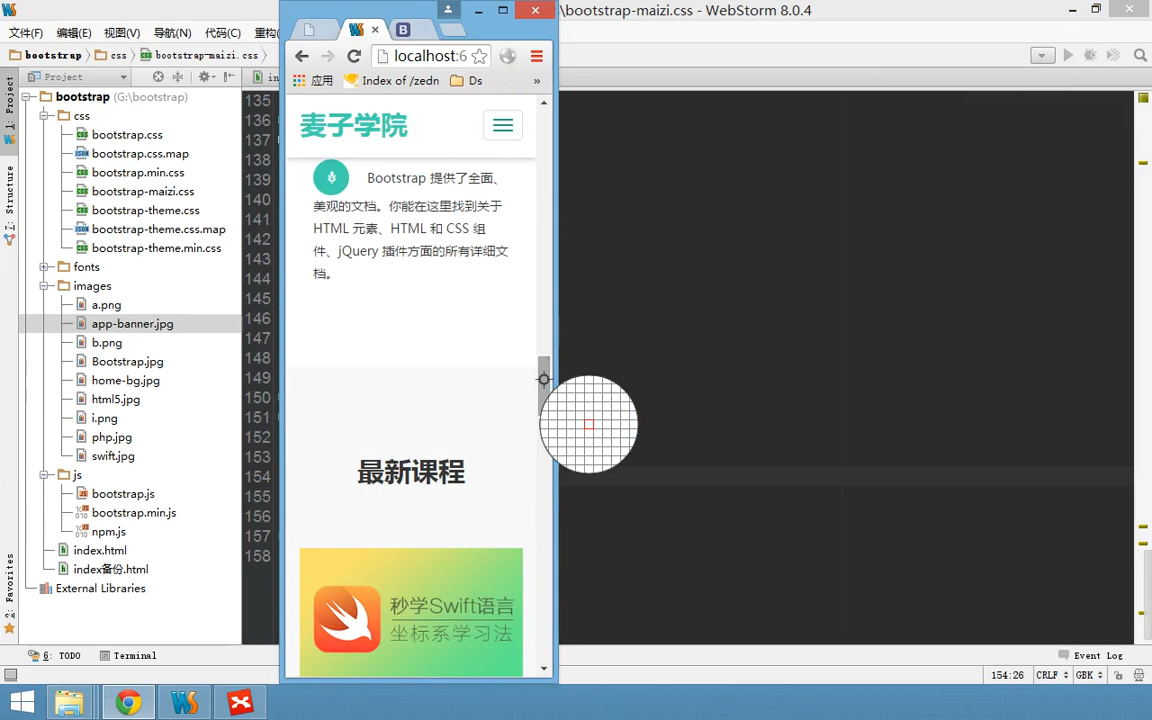 \bootstrap-maizi.css - WebStorm 8.0.4
文件(F) 编辑(E) 视图(V) 导航(N) 代码(C) 重构
bootstrap css bootstrap-maizi.css
localhost:6
应用 Index of /zedn Ds »
Project
1: Project
7: Structure
2: Favorites
bootstrap (G:\bootstrap)
css
bootstrap.css
bootstrap.css.map
bootstrap.min.css
bootstrap-maizi.css
bootstrap-theme.css
bootstrap-theme.css.map
bootstrap-theme.min.css
fonts
images
a.png
app-banner.jpg
b.png
Bootstrap.jpg
home-bg.jpg
html5.jpg
i.png
php.jpg
swift.jpg
js
bootstrap.js
bootstrap.min.js
npm.js
index.html
index备份.html
External Libraries
135
136
137
138
139
140
141
142
143
144
145
146
147
148
149
150
151
152
153
154
155
156
157
158
麦子学院
Bootstrap 提供了全面、
美观的文档。你能在这里找到关于
HTML 元素、HTML 和 CSS 组
件、jQuery 插件方面的所有详细文
档。
最新课程
秒学Swift语言
坐标系学习法
6: TODO Terminal Event Log
154:26 CRLF GBK